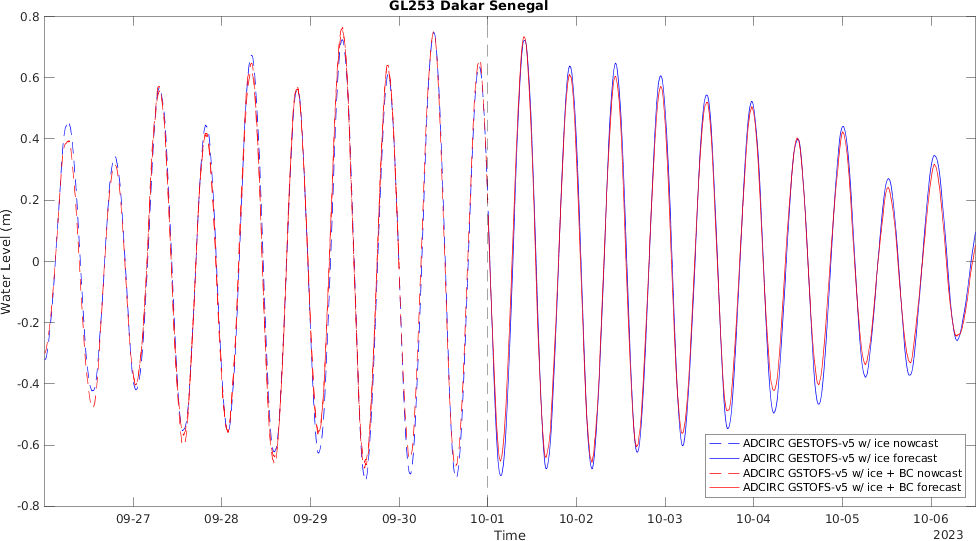 GL253 Dakar Senegal
0.8
0.6
0.4
0.2
0
-0.2
-0.4
-0.6
-0.8
Water Level (m)
ADCIRC GESTOFS-v5 w/ ice nowcast
ADCIRC GESTOFS-v5 w/ ice forecast
ADCIRC GSTOFS-v5 w/ ice + BC nowcast
ADCIRC GSTOFS-v5 w/ ice + BC forecast
09-27 09-28 09-29 09-30 10-01 10-02 10-03 10-04 10-05 10-06
Time
2023